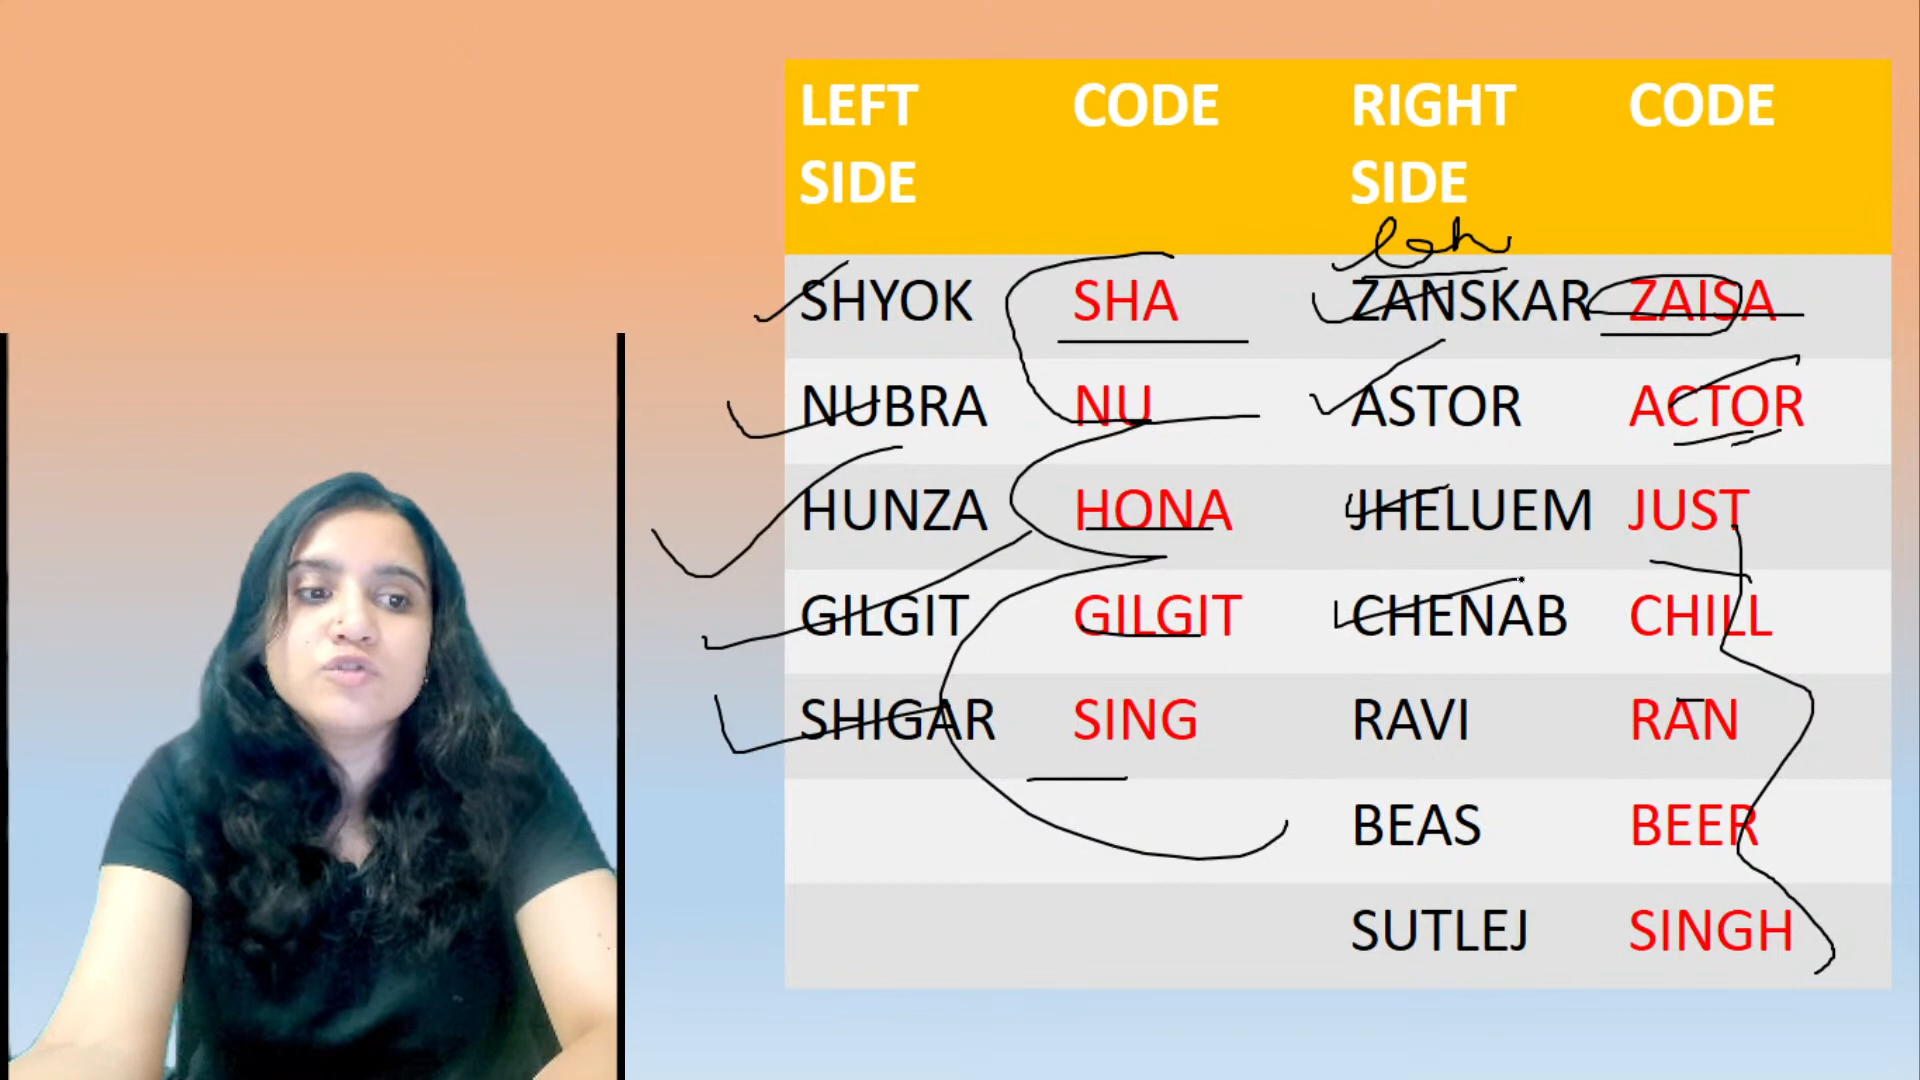 LEFT SIDE CODE RIGHT SIDE CODE
leh
SHYOK SHA ZANSKAR ZAISA
NUBRA NU ASTOR ACTOR
HUNZA HONA JHELUEM JUST
GILGIT GILGIT CHENAB CHILL
SHIGAR SING RAVI RAN
BEAS BEER
SUTLEJ SINGH